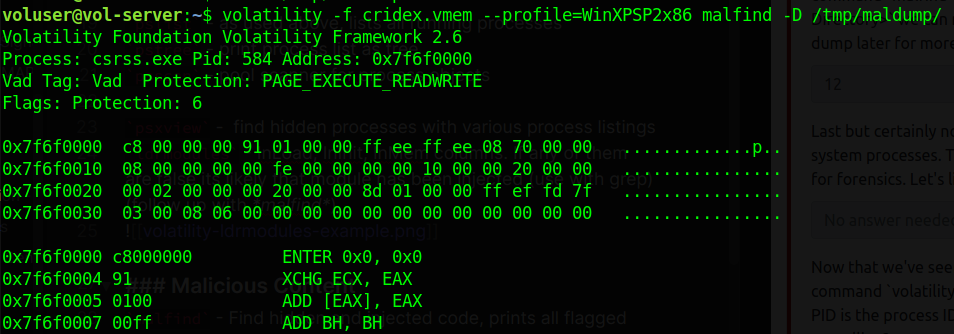 voluser@vol-server:~$ volatility -f cridex.vmem --profile=WinXPSP2x86 malfind -D /tmp/maldump/
Volatility Foundation Volatility Framework 2.6
Process: csrss.exe Pid: 584 Address: 0x7f6f0000
Vad Tag: Vad  Protection: PAGE_EXECUTE_READWRITE
Flags: Protection: 6
0x7f6f0000  c8 00 00 00 91 01 00 00 ff ee ff ee 08 70 00 00   .............p..
0x7f6f0010  08 00 00 00 00 fe 00 00 00 00 10 00 00 20 00 00   ................
0x7f6f0020  00 02 00 00 00 20 00 00 8d 01 00 00 ff ef fd 7f   ................
0x7f6f0030  03 00 08 06 00 00 00 00 00 00 00 00 00 00 00 00   ................
0x7f6f0000 c8000000         ENTER 0x0, 0x0
0x7f6f0004 91               XCHG ECX, EAX
0x7f6f0005 0100             ADD [EAX], EAX
0x7f6f0007 00ff             ADD BH, BH
- find hidden processes with various process listings
volatility-ldrmodules-example.png
### Malicious Content
code, prints all flagged
dump later for more
12
Last but certainly no
system processes. T
for forensics. Let's l
No answer needed
Now that we've see
command `volatility
PID is the process ID